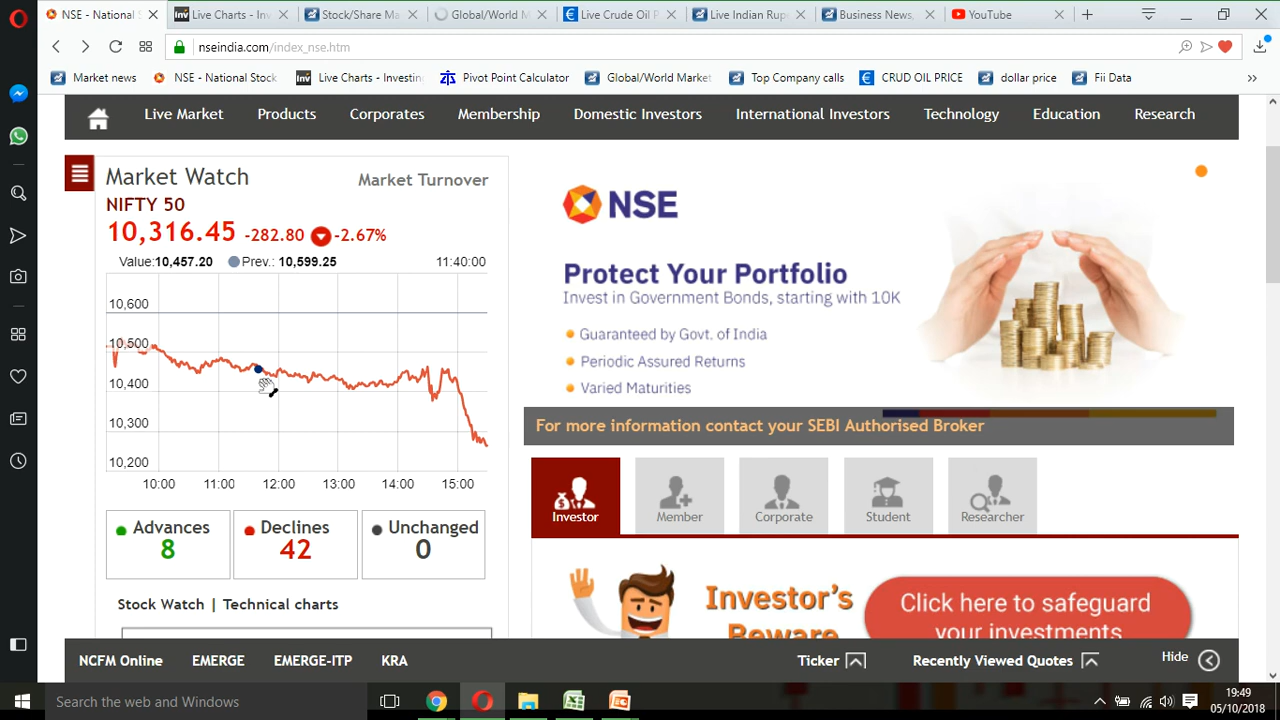 NSE - National S
Live Charts - Inv
Stock/Share Ma
Global/World M
Live Crude Oil P
Live Indian Rup
Business News,
YouTube
nseindia.com/index_nse.htm
Market news
NSE - National Stock
Live Charts - Investin
Pivot Point Calculator
Global/World Market
Top Company calls
CRUD OIL PRICE
dollar price
Fii Data
Live Market
Products
Corporates
Membership
Domestic Investors
International Investors
Technology
Education
Research
Market Watch
Market Turnover
NIFTY 50
10,316.45 -282.80 -2.67%
Value:10,457.20 Prev.: 10,599.25 11:40:00
10,600
10,500
10,400
10,300
10,200
10:00 11:00 12:00 13:00 14:00 15:00
Advances
8
Declines
42
Unchanged
0
Stock Watch | Technical charts
NSE
Protect Your Portfolio
Invest in Government Bonds, starting with 10K
Guaranteed by Govt. of India
Periodic Assured Returns
Varied Maturities
For more information contact your SEBI Authorised Broker
Investor
Member
Corporate
Student
Researcher
Investor's
Beware
Click here to safeguard
your investments
NCFM Online
EMERGE
EMERGE-ITP
KRA
Ticker
Recently Viewed Quotes
Hide
Search the web and Windows
19:49
05/10/2018